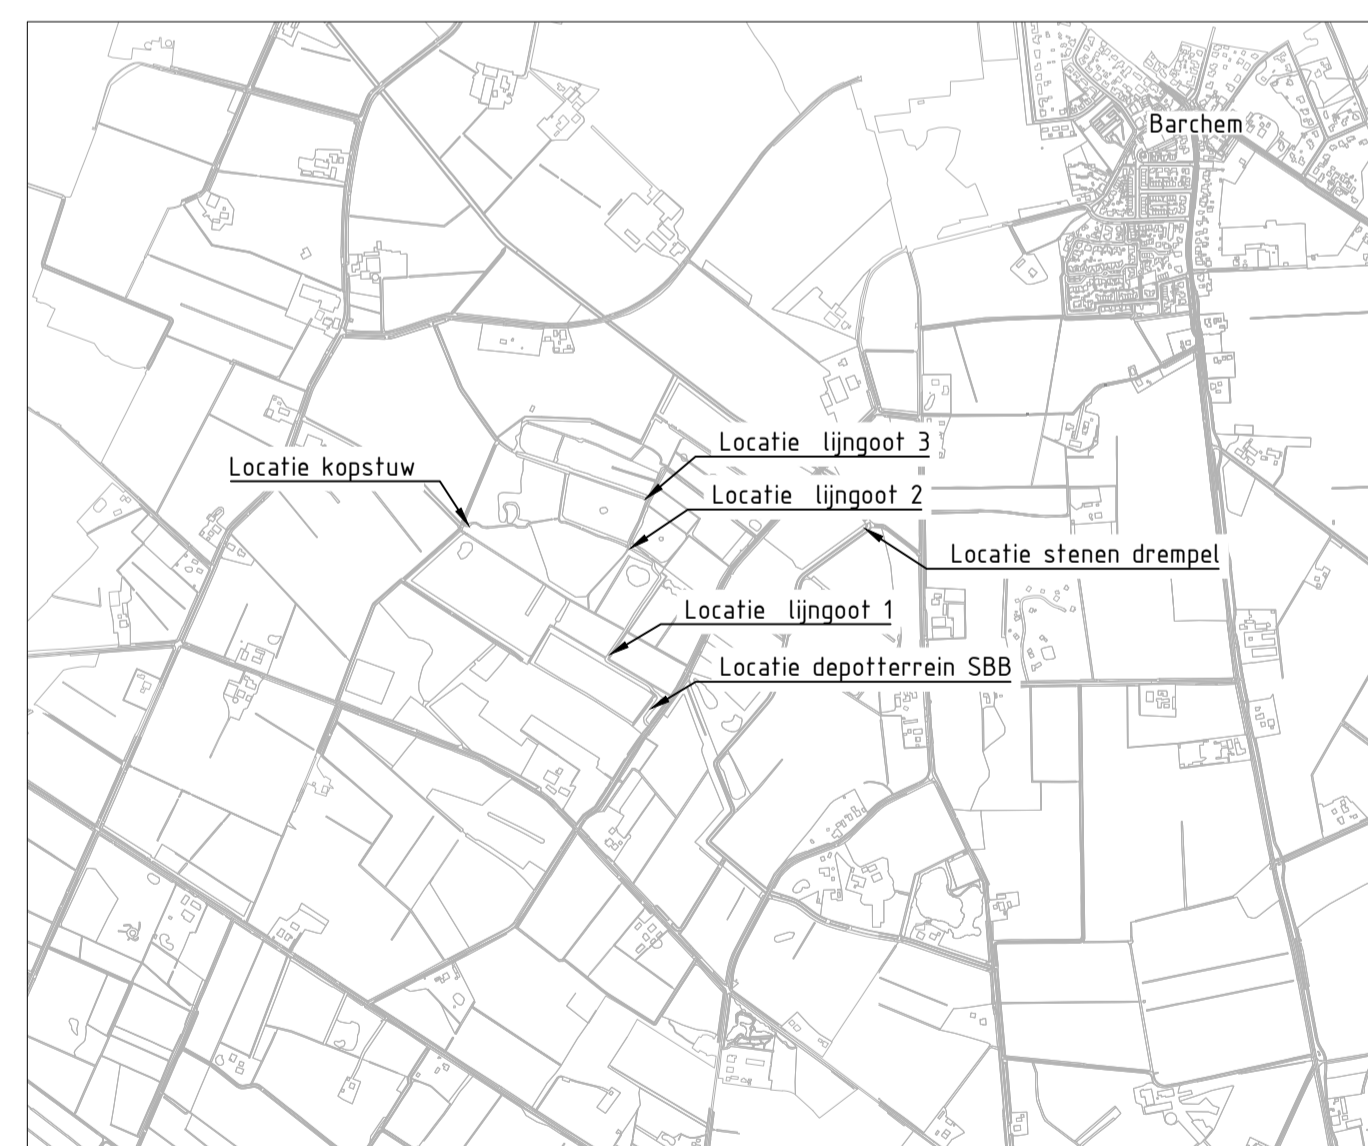 Barchem
Locatie lijngoot 3
Locatie kopstuw
Locatie lijngoot 2
Locatie stenen drempel
Locatie lijngoot 1
Locatie depotterrein SBB